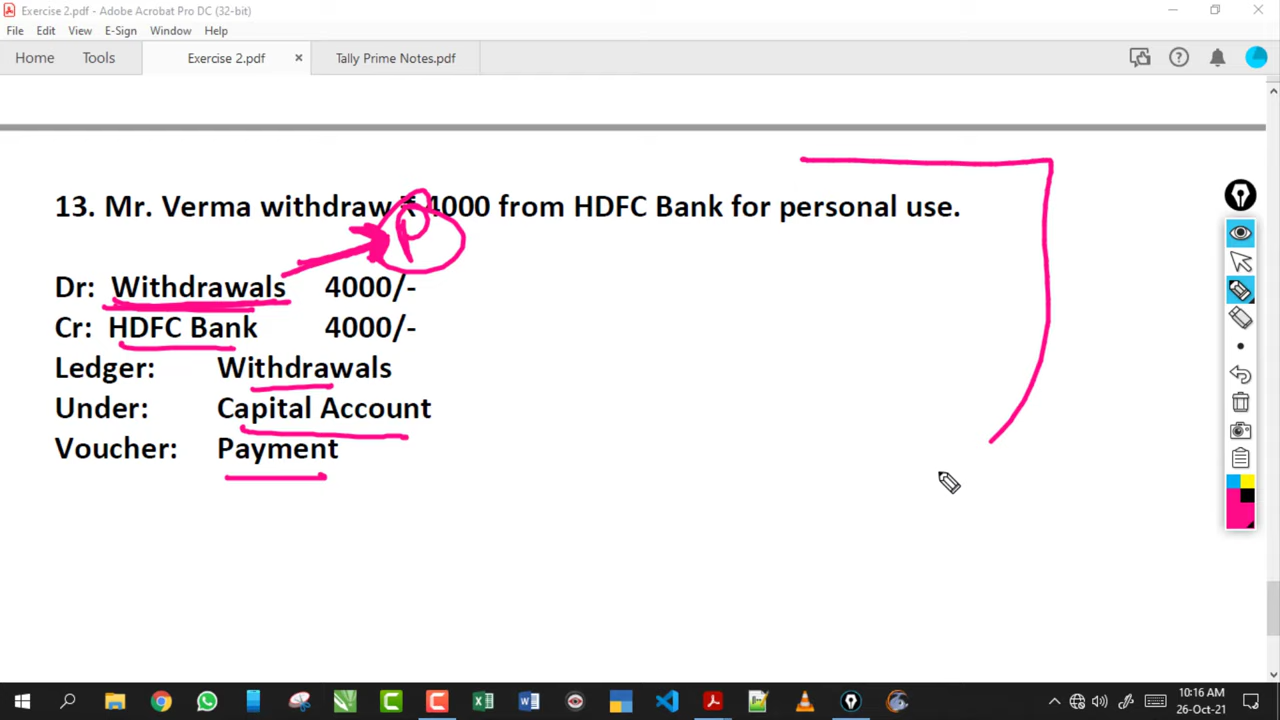 Exercise 2.pdf - Adobe Acrobat Pro DC (32-bit)
File Edit View E-Sign Window Help
Home Tools Exercise 2.pdf × Tally Prime Notes.pdf
13. Mr. Verma withdraw ₹ 4000 from HDFC Bank for personal use.
P
Dr: Withdrawals 4000/-
Cr: HDFC Bank 4000/-
Ledger: Withdrawals
Under: Capital Account
Voucher: Payment
10:16 AM
26-Oct-21